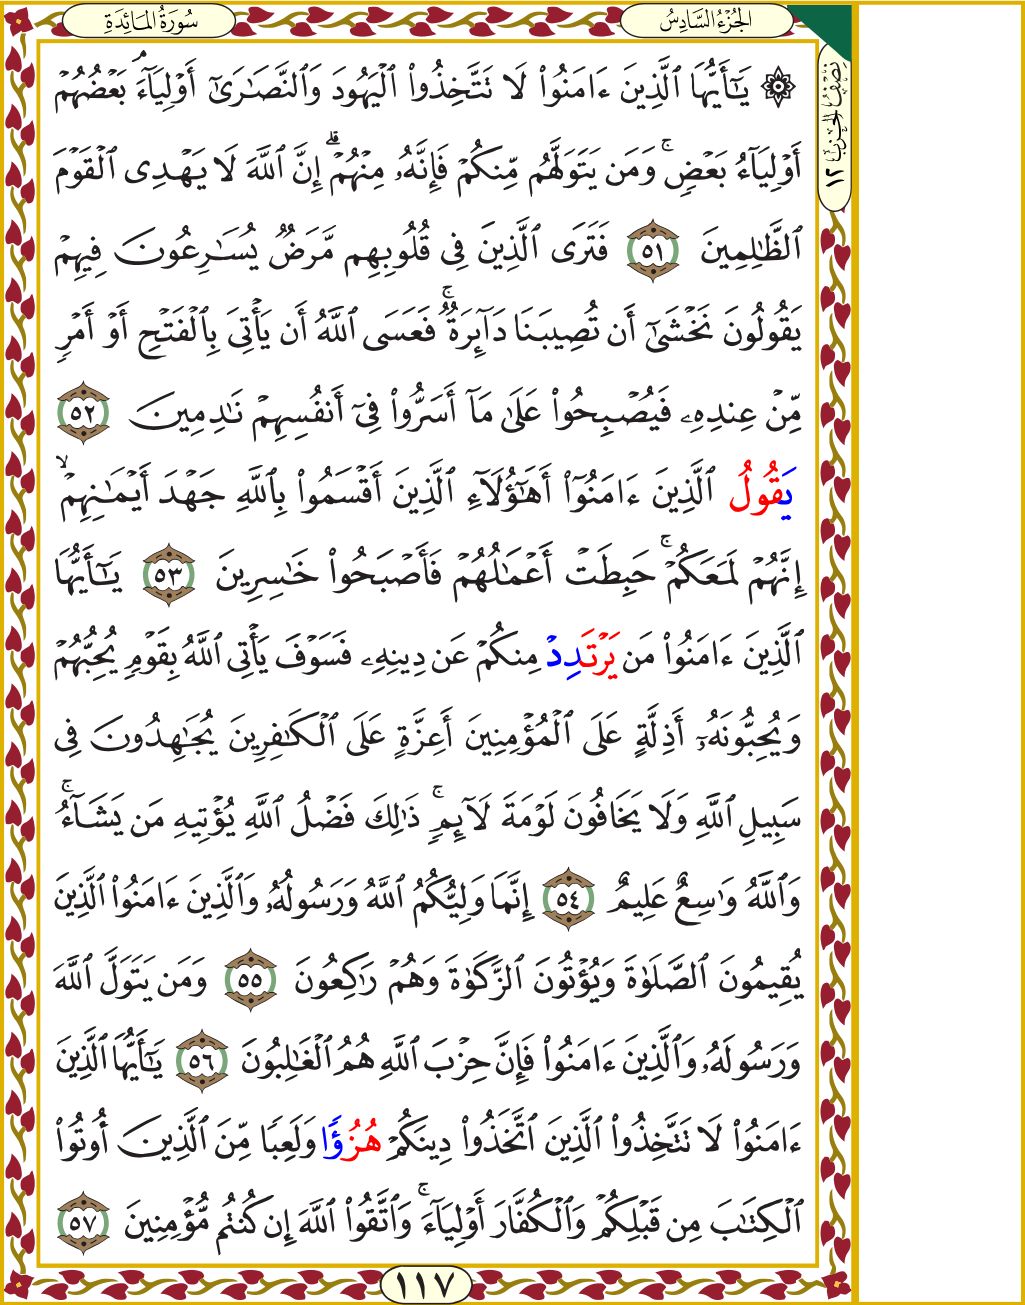 سُورَةُ المَائِدَةِ
الجُزْءُ السَّادِسُ
نِصْفُ الحِزْبِ ١٢
۞ يَٰٓأَيُّهَا ٱلَّذِينَ ءَامَنُوا۟ لَا تَتَّخِذُوا۟ ٱلْيَهُودَ وَٱلنَّصَٰرَىٰٓ أَوْلِيَآءَۘ بَعْضُهُمْ
أَوْلِيَآءُ بَعْضٍۚ وَمَن يَتَوَلَّهُم مِّنكُمْ فَإِنَّهُۥ مِنْهُمْۗ إِنَّ ٱللَّهَ لَا يَهْدِى ٱلْقَوْمَ
ٱلظَّٰلِمِينَ ٥١ فَتَرَى ٱلَّذِينَ فِى قُلُوبِهِم مَّرَضٌ يُسَٰرِعُونَ فِيهِمْ
يَقُولُونَ نَخْشَىٰٓ أَن تُصِيبَنَا دَآئِرَةٌۚ فَعَسَى ٱللَّهُ أَن يَأْتِىَ بِٱلْفَتْحِ أَوْ أَمْرٍ
مِّنْ عِندِهِۦ فَيُصْبِحُوا۟ عَلَىٰ مَآ أَسَرُّوا۟ فِىٓ أَنفُسِهِمْ نَٰدِمِينَ ٥٢
يَقُولُ ٱلَّذِينَ ءَامَنُوٓا۟ أَهَٰٓؤُلَآءِ ٱلَّذِينَ أَقْسَمُوا۟ بِٱللَّهِ جَهْدَ أَيْمَٰنِهِمْۙ
إِنَّهُمْ لَمَعَكُمْۚ حَبِطَتْ أَعْمَٰلُهُمْ فَأَصْبَحُوا۟ خَٰسِرِينَ ٥٣ يَٰٓأَيُّهَا
ٱلَّذِينَ ءَامَنُوا۟ مَن يَرْتَدِدْ مِنكُمْ عَن دِينِهِۦ فَسَوْفَ يَأْتِى ٱللَّهُ بِقَوْمٍ يُحِبُّهُمْ
وَيُحِبُّونَهُۥٓ أَذِلَّةٍ عَلَى ٱلْمُؤْمِنِينَ أَعِزَّةٍ عَلَى ٱلْكَٰفِرِينَ يُجَٰهِدُونَ فِى
سَبِيلِ ٱللَّهِ وَلَا يَخَافُونَ لَوْمَةَ لَآئِمٍۚ ذَٰلِكَ فَضْلُ ٱللَّهِ يُؤْتِيهِ مَن يَشَآءُۚ
وَٱللَّهُ وَٰسِعٌ عَلِيمٌ ٥٤ إِنَّمَا وَلِيُّكُمُ ٱللَّهُ وَرَسُولُهُۥ وَٱلَّذِينَ ءَامَنُوا۟ ٱلَّذِينَ
يُقِيمُونَ ٱلصَّلَوٰةَ وَيُؤْتُونَ ٱلزَّكَوٰةَ وَهُمْ رَٰكِعُونَ ٥٥ وَمَن يَتَوَلَّ ٱللَّهَ
وَرَسُولَهُۥ وَٱلَّذِينَ ءَامَنُوا۟ فَإِنَّ حِزْبَ ٱللَّهِ هُمُ ٱلْغَٰلِبُونَ ٥٦ يَٰٓأَيُّهَا ٱلَّذِينَ
ءَامَنُوا۟ لَا تَتَّخِذُوا۟ ٱلَّذِينَ ٱتَّخَذُوا۟ دِينَكُمْ هُزُؤًا وَلَعِبًا مِّنَ ٱلَّذِينَ أُوتُوا۟
ٱلْكِتَٰبَ مِن قَبْلِكُمْ وَٱلْكُفَّارَ أَوْلِيَآءَۚ وَٱتَّقُوا۟ ٱللَّهَ إِن كُنتُم مُّؤْمِنِينَ ٥٧
١١٧